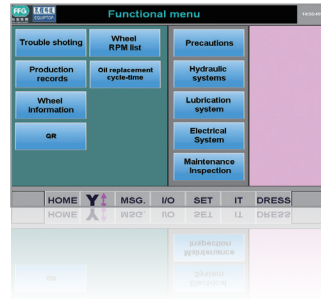 FFG
EQUIPTOP
Functional menu
Trouble shoting
Wheel
RPM list
Precautions
Production
records
Oil replacement
cycle-time
Hydraulic
systems
Wheel
Information
Lubrication
system
QR
Electrical
System
Maintenance
Inspection
HOME Y MSG. I/O SET IT DRESS